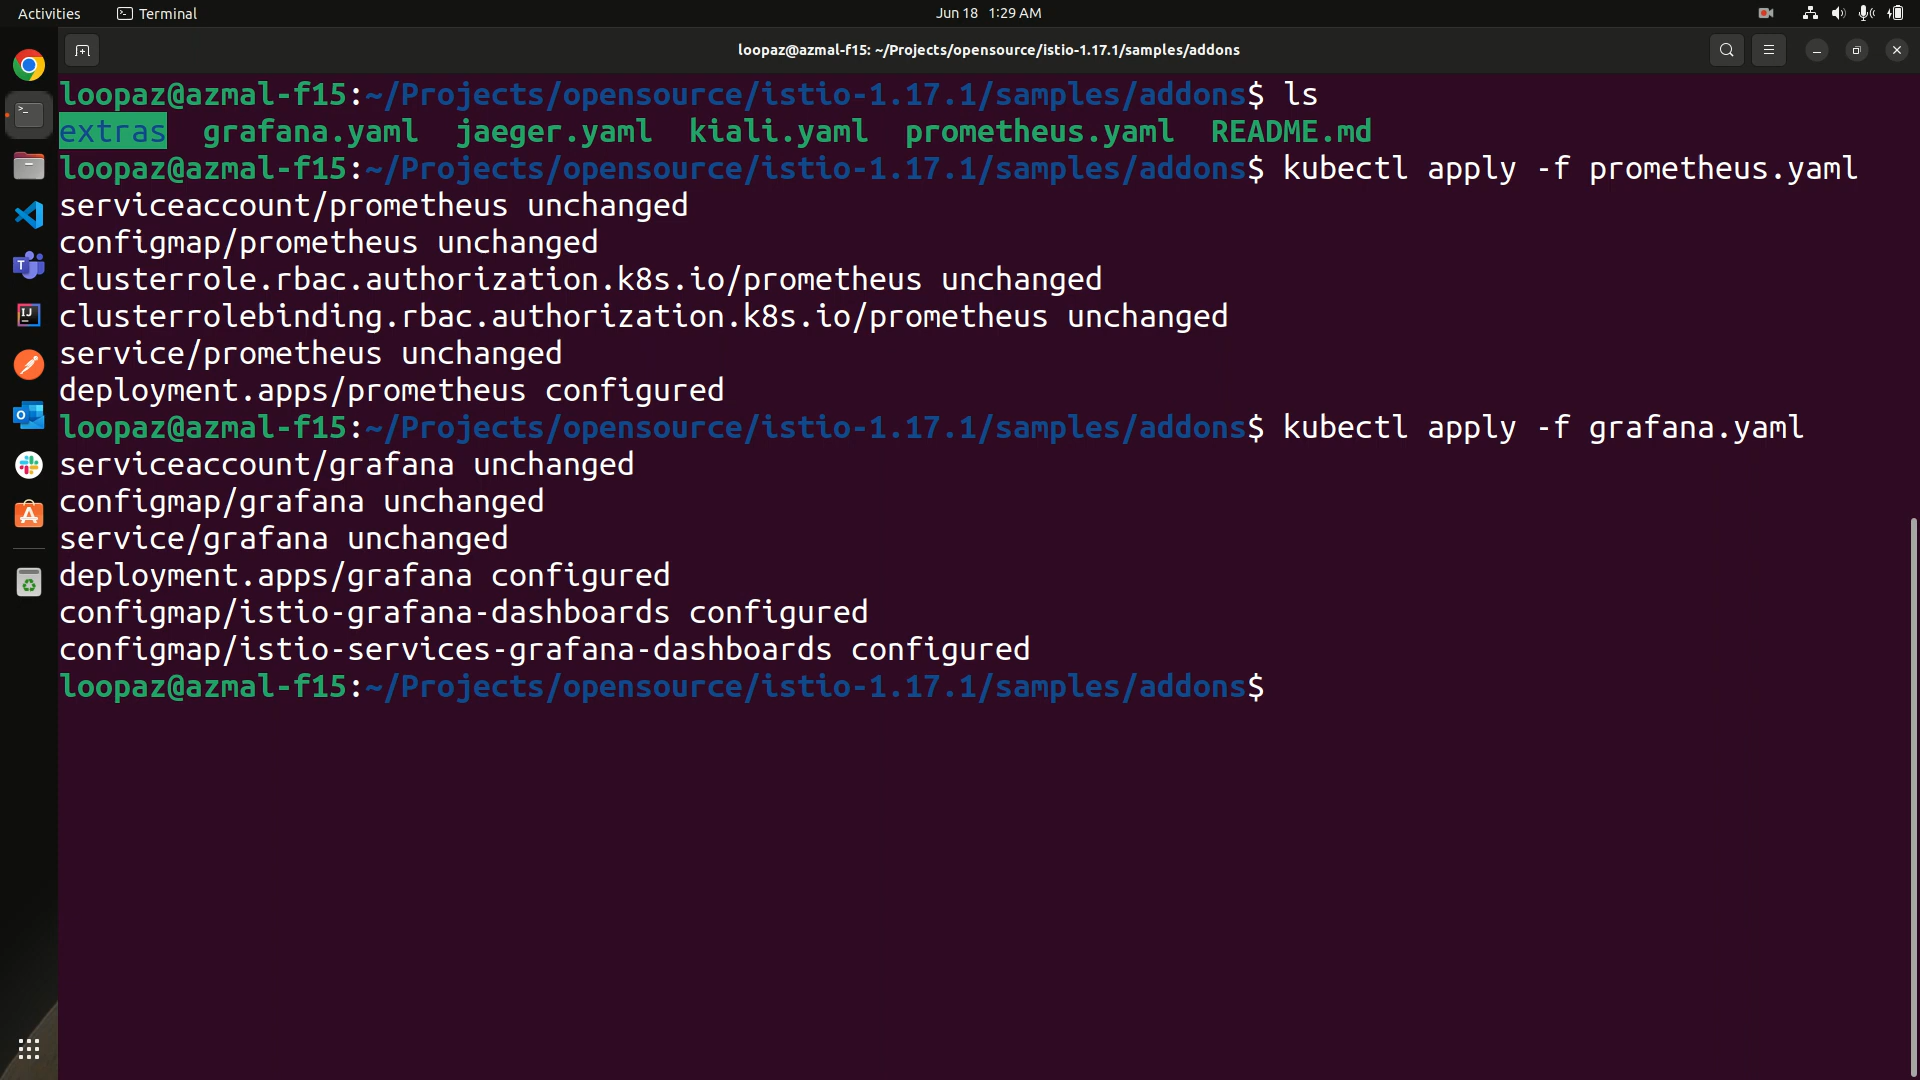 Activities Terminal Jun 18 1:29 AM
loopaz@azmal-f15: ~/Projects/opensource/istio-1.17.1/samples/addons
loopaz@azmal-f15:~/Projects/opensource/istio-1.17.1/samples/addons$ ls
extras grafana.yaml jaeger.yaml kiali.yaml prometheus.yaml README.md
loopaz@azmal-f15:~/Projects/opensource/istio-1.17.1/samples/addons$ kubectl apply -f prometheus.yaml
serviceaccount/prometheus unchanged
configmap/prometheus unchanged
clusterrole.rbac.authorization.k8s.io/prometheus unchanged
clusterrolebinding.rbac.authorization.k8s.io/prometheus unchanged
service/prometheus unchanged
deployment.apps/prometheus configured
loopaz@azmal-f15:~/Projects/opensource/istio-1.17.1/samples/addons$ kubectl apply -f grafana.yaml
serviceaccount/grafana unchanged
configmap/grafana unchanged
service/grafana unchanged
deployment.apps/grafana configured
configmap/istio-grafana-dashboards configured
configmap/istio-services-grafana-dashboards configured
loopaz@azmal-f15:~/Projects/opensource/istio-1.17.1/samples/addons$